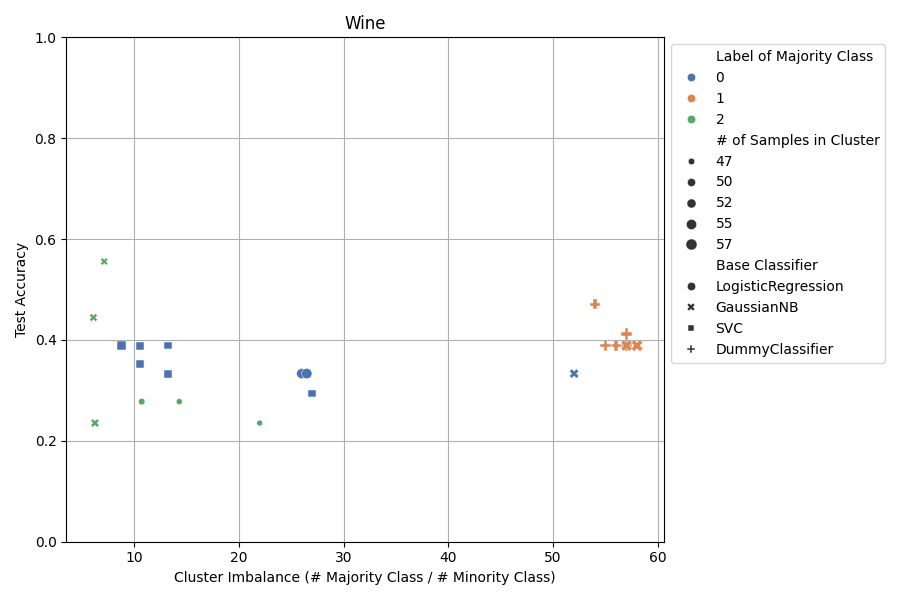 Wine
1.0
0.8
0.6
0.4
0.2
0.0
Test Accuracy
10
20
30
40
50
60
Cluster Imbalance (# Majority Class / # Minority Class)
Label of Majority Class
0
1
2
# of Samples in Cluster
47
50
52
55
57
Base Classifier
LogisticRegression
GaussianNB
SVC
DummyClassifier